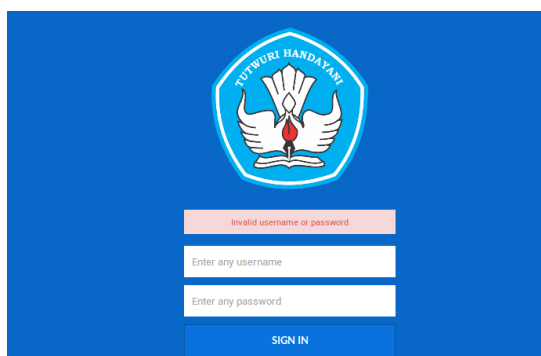 TUTWURI HANDAYANI
Invalid username or password
Enter any username
Enter any password
SIGN IN